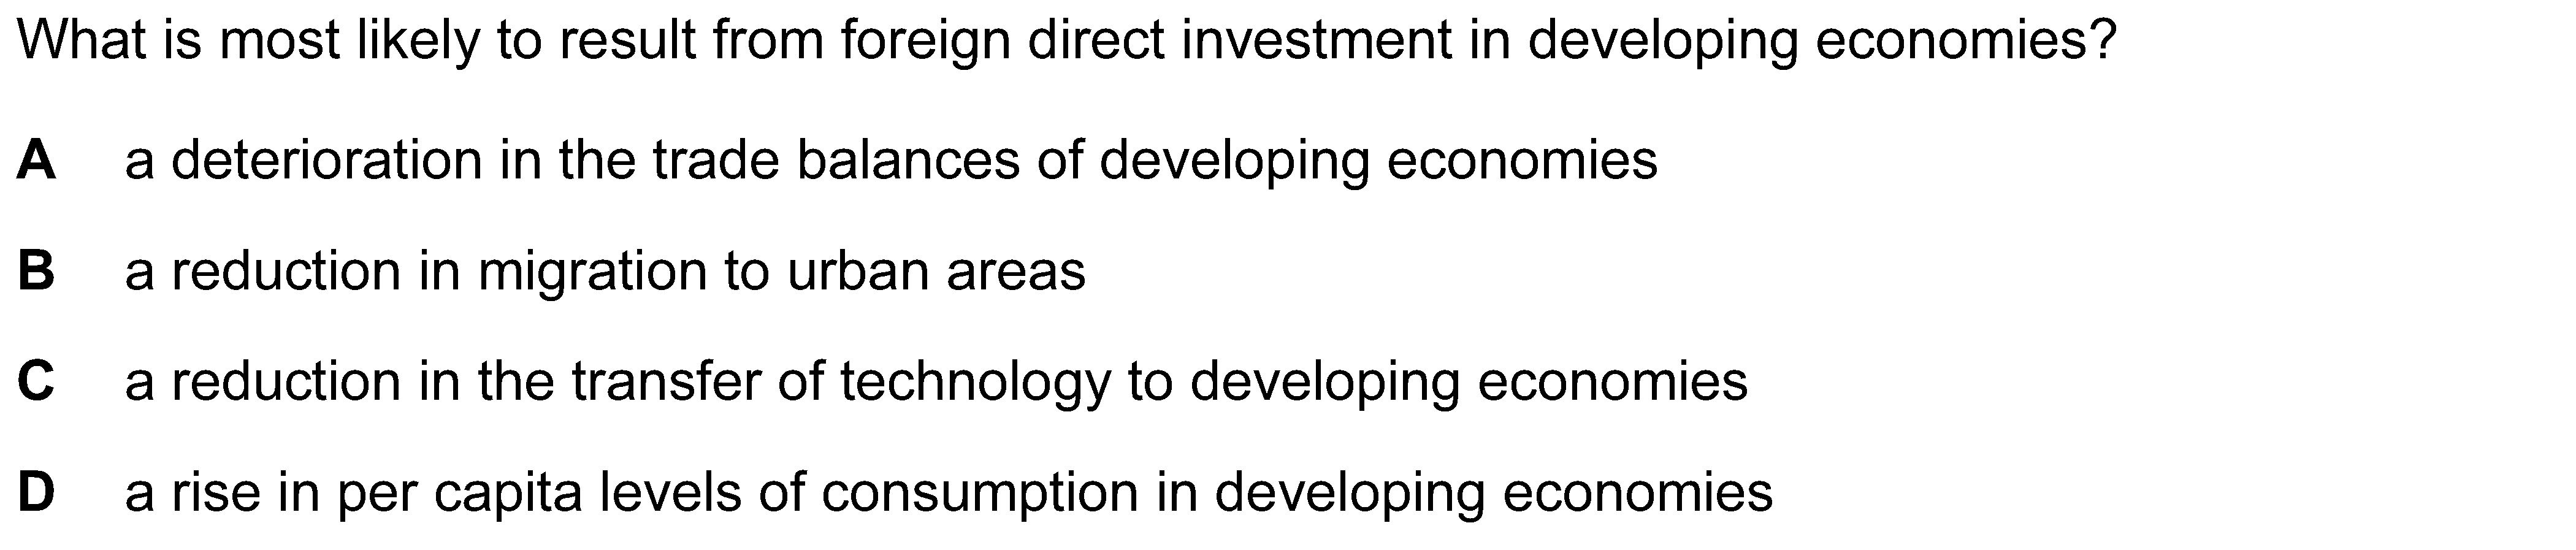 What is most likely to result from foreign direct investment in developing economies?
A a deterioration in the trade balances of developing economies
B a reduction in migration to urban areas
C a reduction in the transfer of technology to developing economies
D a rise in per capita levels of consumption in developing economies